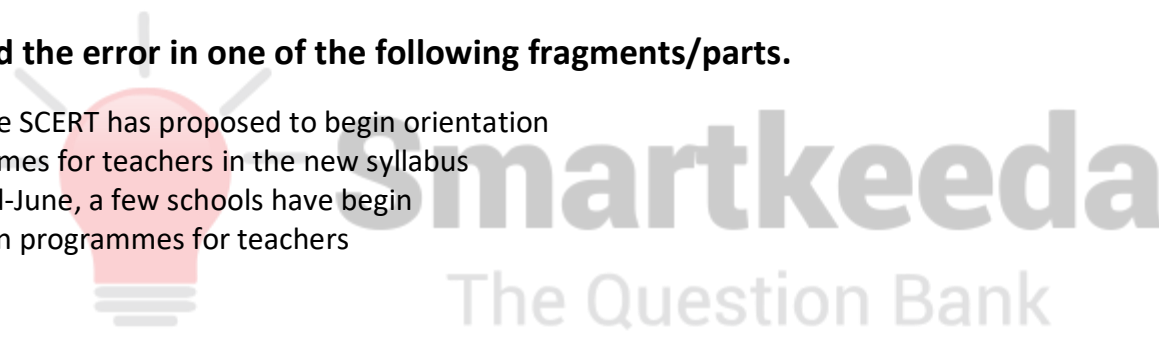 d the error in one of the following fragments/parts.
e SCERT has proposed to begin orientation
mes for teachers in the new syllabus
l-June, a few schools have begin
n programmes for teachers
Smartkeeda
The Question Bank